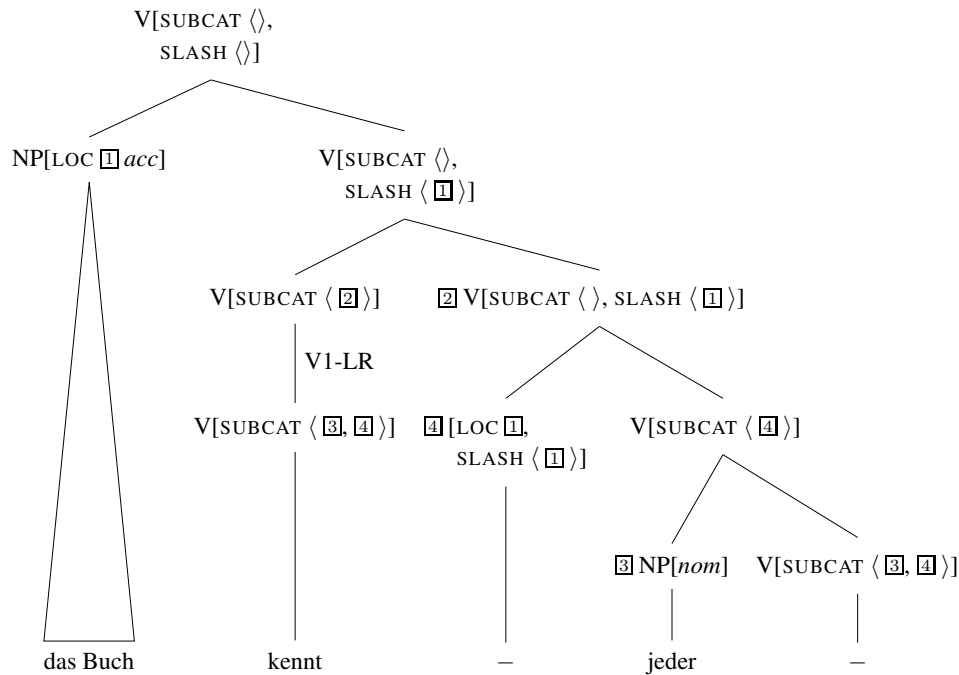 V[SUBCAT ⟨⟩,
SLASH ⟨⟩]
NP[LOC 1 acc]
V[SUBCAT ⟨⟩,
SLASH ⟨ 1 ⟩]
V[SUBCAT ⟨ 2 ⟩]
2 V[SUBCAT ⟨ ⟩, SLASH ⟨ 1 ⟩]
V1-LR
V[SUBCAT ⟨ 3, 4 ⟩]
4 [LOC 1,
SLASH ⟨ 1 ⟩]
V[SUBCAT ⟨ 4 ⟩]
3 NP[nom]
V[SUBCAT ⟨ 3, 4 ⟩]
das Buch
kennt
–
jeder
–